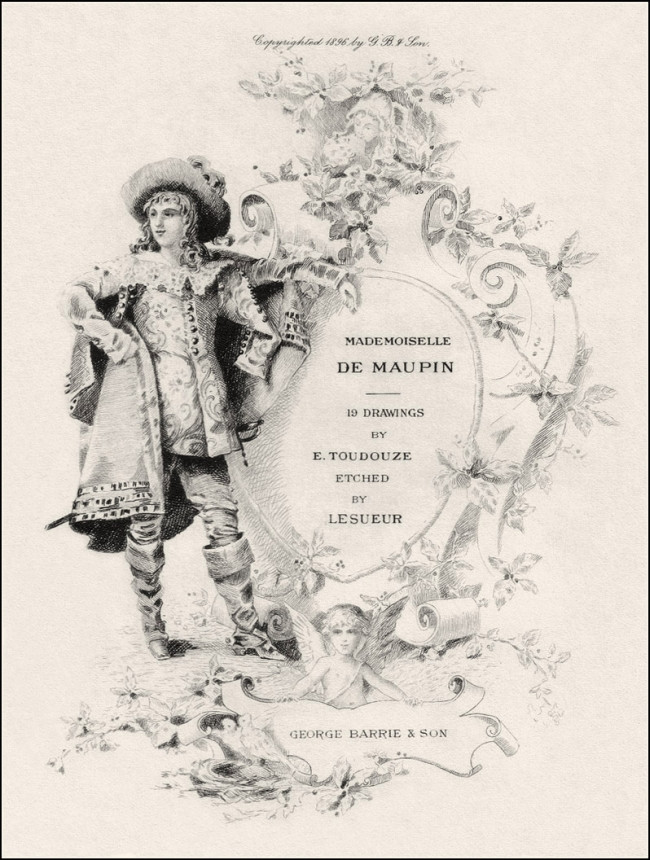 Copyrighted 1896 by G. B. & Son.
MADEMOISELLE
DE MAUPIN
19 DRAWINGS
BY
E. TOUDOUZE
ETCHED
BY
LESUEUR
GEORGE BARRIE & SON